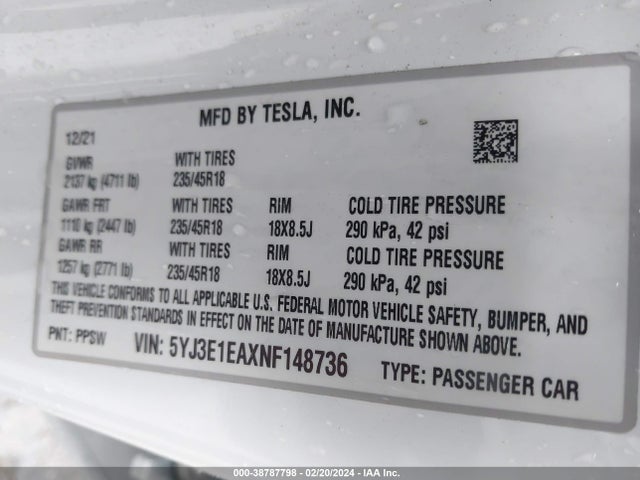 MFD BY TESLA, INC.
12/21
GVWR WITH TIRES
2137 kg (4711 lb) 235/45R18
GAWR FRT WITH TIRES RIM COLD TIRE PRESSURE
1110 kg (2447 lb) 235/45R18 18X8.5J 290 kPa, 42 psi
GAWR RR WITH TIRES RIM COLD TIRE PRESSURE
1257 kg (2771 lb) 235/45R18 18X8.5J 290 kPa, 42 psi
THIS VEHICLE CONFORMS TO ALL APPLICABLE U.S. FEDERAL MOTOR VEHICLE SAFETY, BUMPER, AND
THEFT PREVENTION STANDARDS IN EFFECT ON THE DATE OF MANUFACTURE SHOWN ABOVE.
PNT: PPSW VIN: 5YJ3E1EAXNF148736 TYPE: PASSENGER CAR
000-38787798 - 02/20/2024 - IAA Inc.